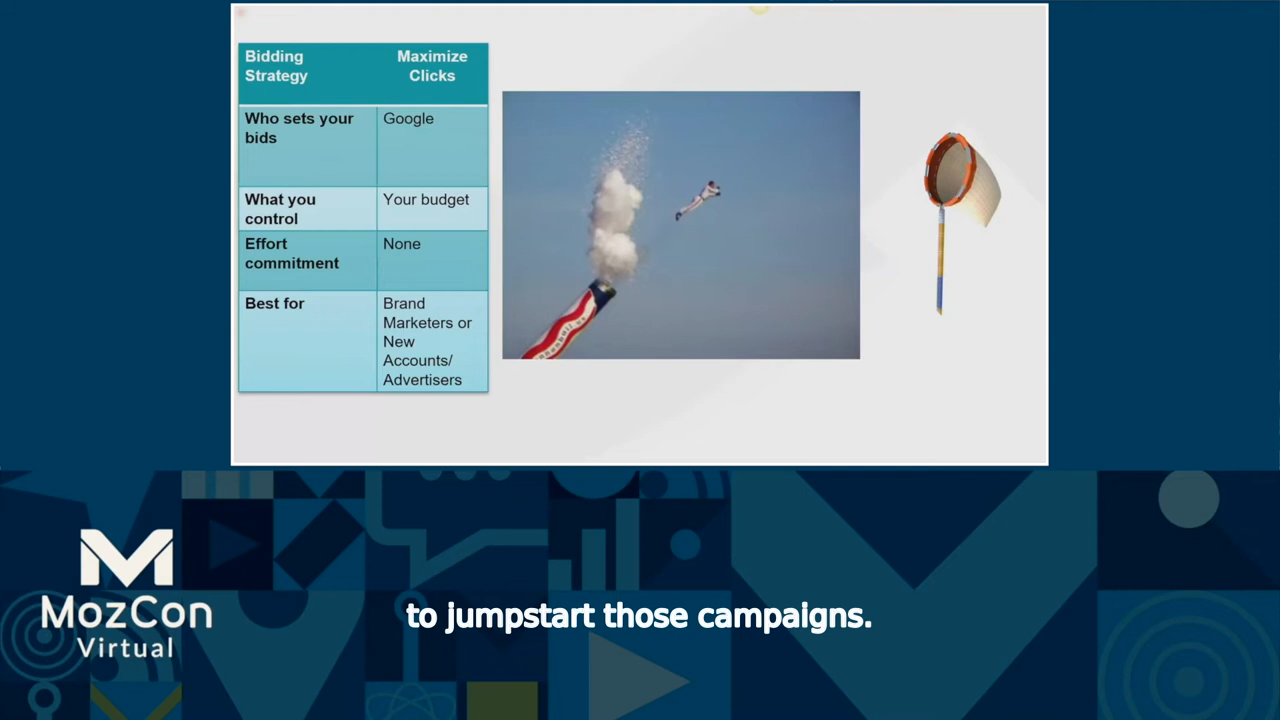 Bidding Strategy
Maximize Clicks
Who sets your bids
Google
What you control
Your budget
Effort commitment
None
Best for
Brand Marketers or New Accounts/ Advertisers
to jumpstart those campaigns.
MozCon
Virtual